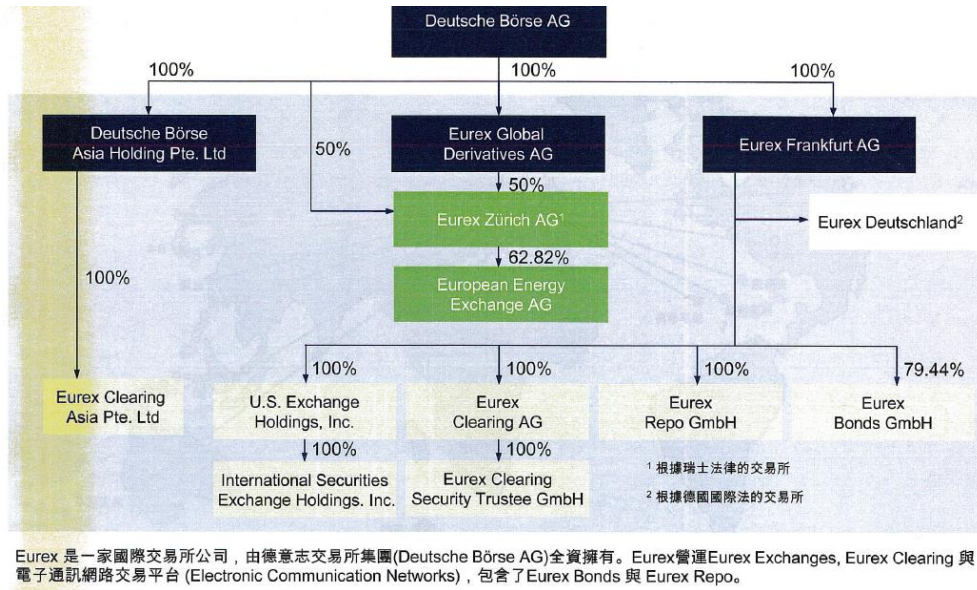 Deutsche Börse AG
100%
100%
100%
Deutsche Börse
Asia Holding Pte. Ltd
50%
Eurex Global
Derivatives AG
Eurex Frankfurt AG
50%
Eurex Zürich AG¹
Eurex Deutschland²
62.82%
100%
European Energy
Exchange AG
100%
100%
100%
79.44%
Eurex Clearing
Asia Pte. Ltd
U.S. Exchange
Holdings, Inc.
Eurex
Clearing AG
Eurex
Repo GmbH
Eurex
Bonds GmbH
100%
100%
International Securities
Exchange Holdings. Inc.
Eurex Clearing
Security Trustee GmbH
¹ 根據瑞士法律的交易所
² 根據德國國際法的交易所
Eurex 是一家國際交易所公司，由德意志交易所集團(Deutsche Börse AG)全資擁有。Eurex營運Eurex Exchanges, Eurex Clearing 與
電子通訊網路交易平台 (Electronic Communication Networks)，包含了Eurex Bonds 與 Eurex Repo。